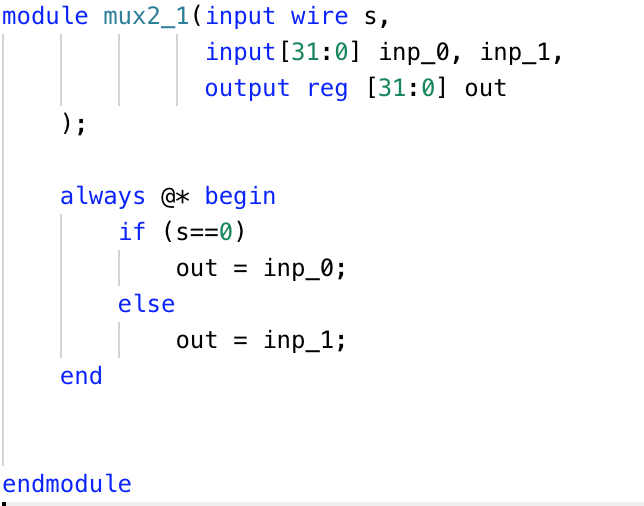 module mux2_1(input wire s,
              input[31:0] inp_0, inp_1,
              output reg [31:0] out
    );
    always @* begin
        if (s==0)
            out = inp_0;
        else
            out = inp_1;
    end
endmodule